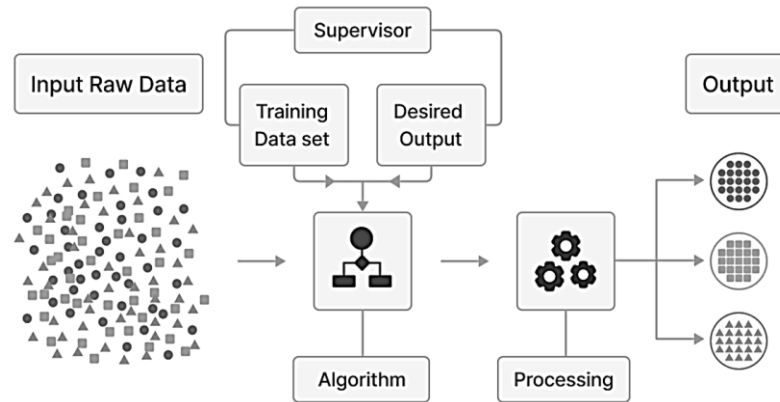 Supervisor
Input Raw Data
Training
Data set
Desired
Output
Output
Algorithm
Processing